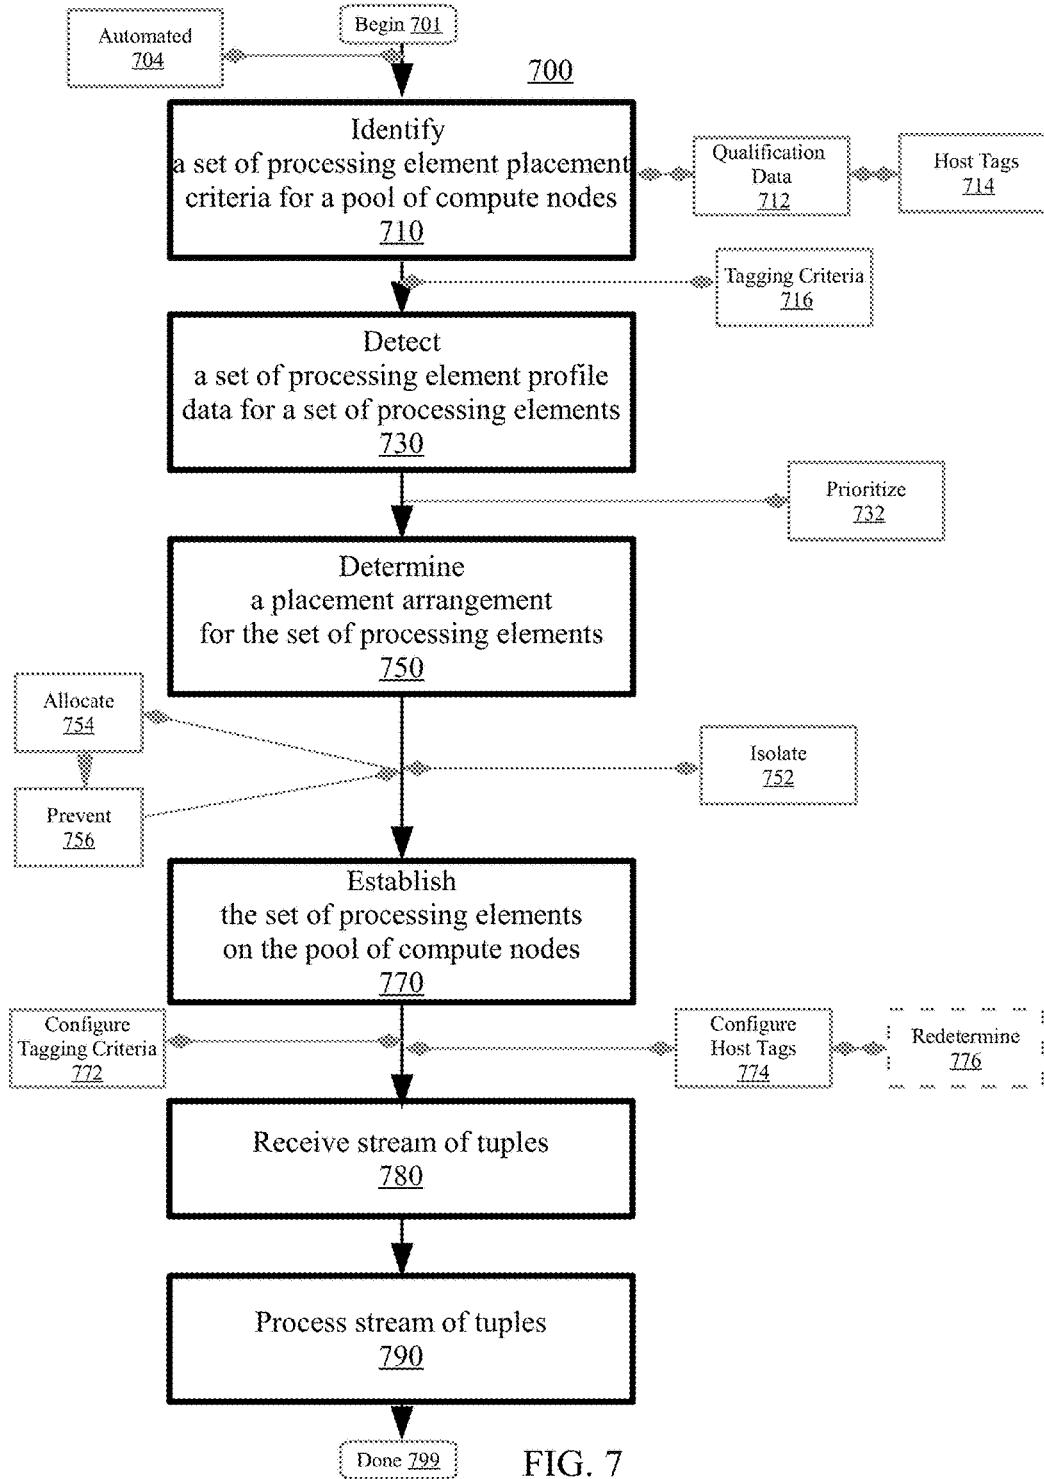 Begin 701
Automated
704
700
Identify
a set of processing element placement
criteria for a pool of compute nodes
710
Qualification
Data
712
Host Tags
714
Tagging Criteria
716
Detect
a set of processing element profile
data for a set of processing elements
730
Prioritize
732
Determine
a placement arrangement
for the set of processing elements
750
Allocate
754
Isolate
752
Prevent
756
Establish
the set of processing elements
on the pool of compute nodes
770
Configure
Tagging Criteria
772
Configure
Host Tags
774
Redetermine
776
Receive stream of tuples
780
Process stream of tuples
790
Done 799
FIG. 7